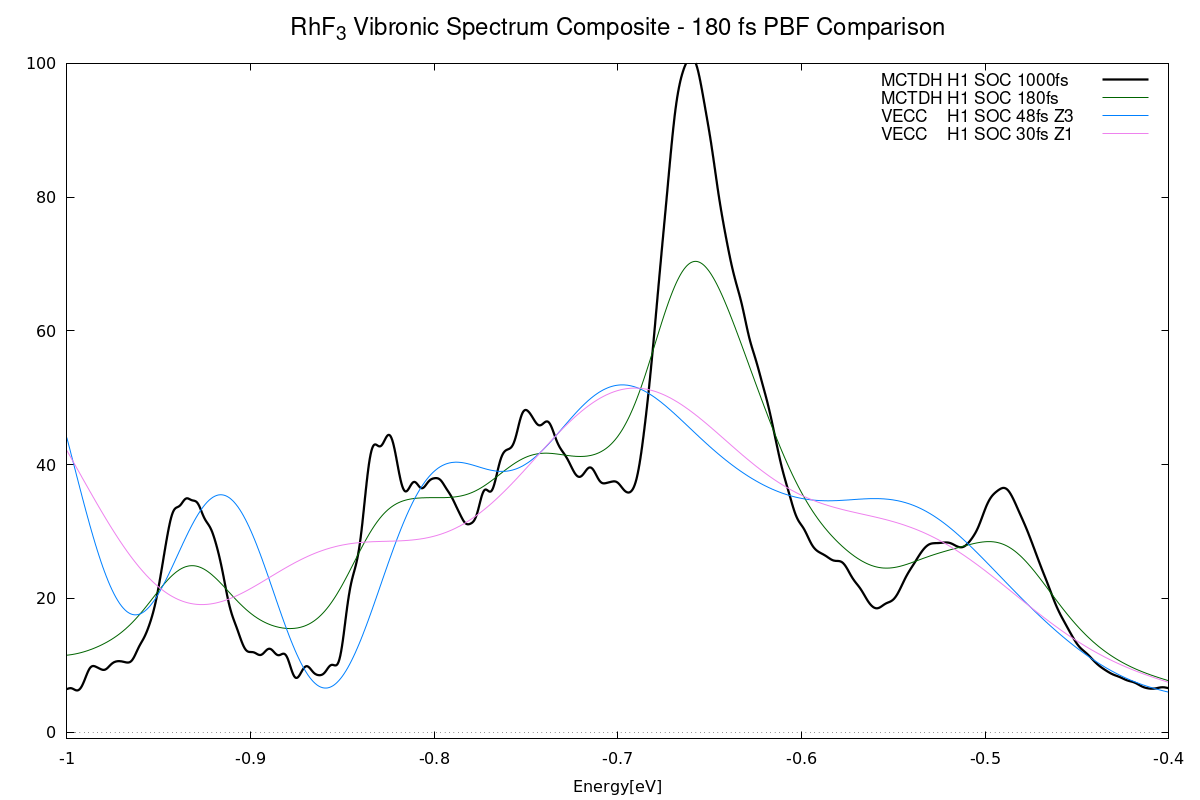 RhF3 Vibronic Spectrum Composite - 180 fs PBF Comparison
100
80
60
40
20
0
MCTDH H1 SOC 1000fs
MCTDH H1 SOC 180fs
VECC H1 SOC 48fs Z3
VECC H1 SOC 30fs Z1
-1 -0.9 -0.8 -0.7 -0.6 -0.5 -0.4
Energy[eV]